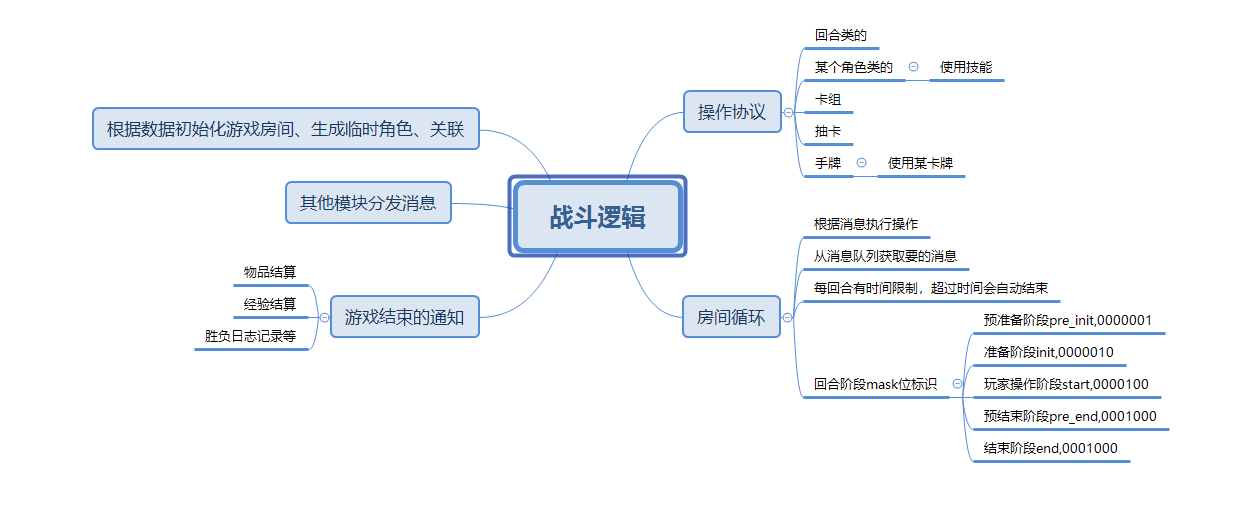 战斗逻辑
操作协议
回合类的
某个角色类的
使用技能
卡组
抽卡
手牌
使用某卡牌
房间循环
根据消息执行操作
从消息队列获取要的消息
每回合有时间限制，超过时间会自动结束
回合阶段mask位标识
预准备阶段pre_init,0000001
准备阶段init,0000010
玩家操作阶段start,0000100
预结束阶段pre_end,0001000
结束阶段end,0001000
根据数据初始化游戏房间、生成临时角色、关联
其他模块分发消息
游戏结束的通知
物品结算
经验结算
胜负日志记录等